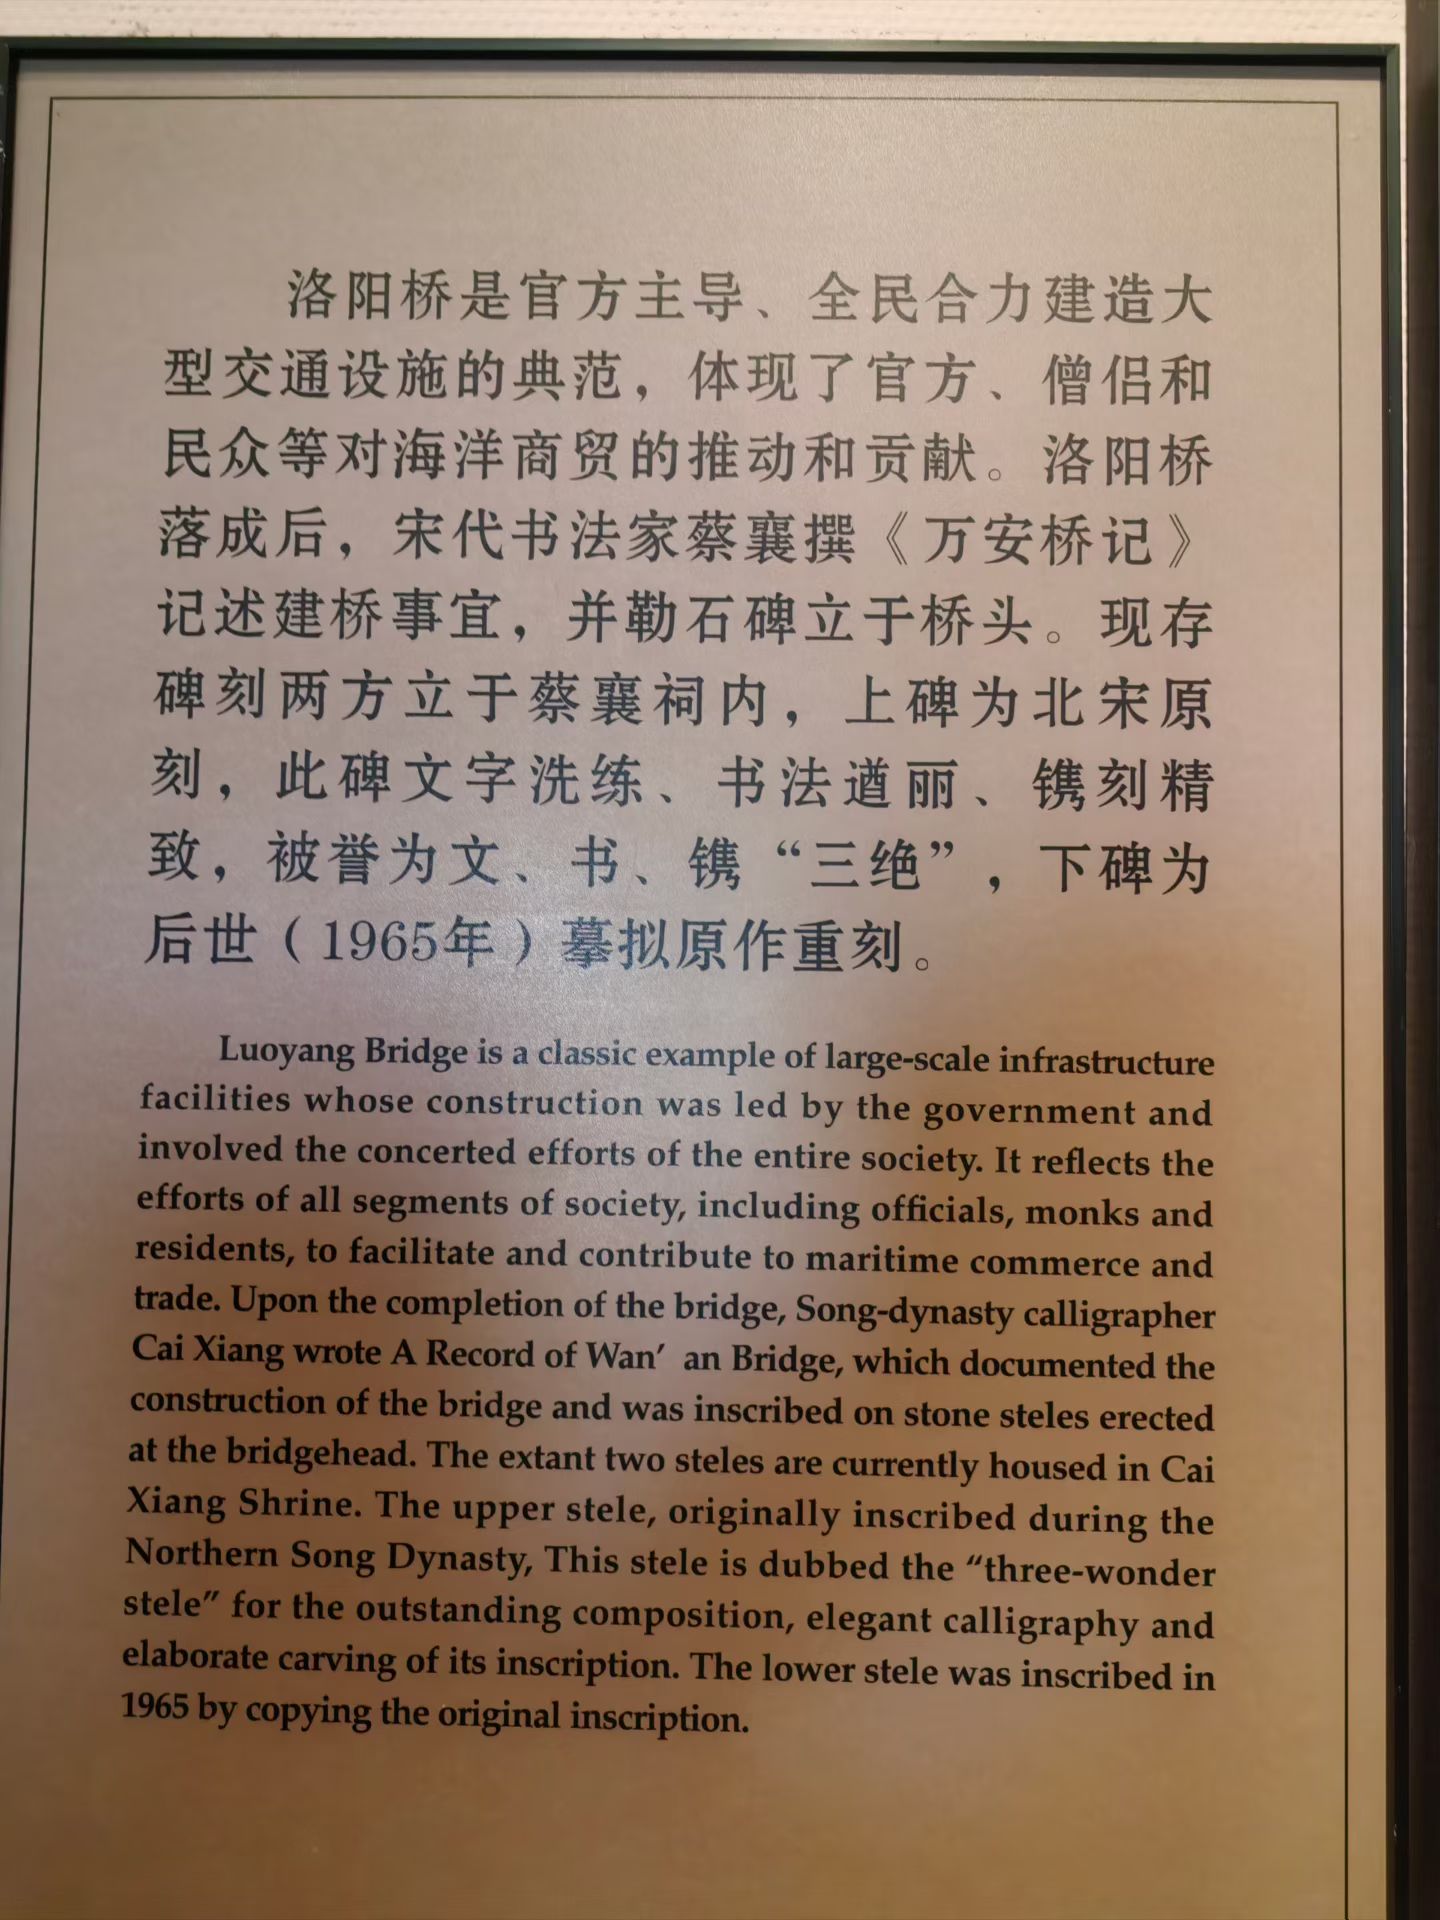 洛阳桥是官方主导、全民合力建造大
型交通设施的典范，体现了官方、僧侣和
民众等对海洋商贸的推动和贡献。洛阳桥
落成后，宋代书法家蔡襄撰《万安桥记》
记述建桥事宜，并勒石碑立于桥头。现存
碑刻两方立于蔡襄祠内，上碑为北宋原
刻，此碑文字洗练、书法遒丽、镌刻精
致，被誉为文、书、镌“三绝”，下碑为
后世（1965年）摹拟原作重刻。
Luoyang Bridge is a classic example of large-scale infrastructure
facilities whose construction was led by the government and
involved the concerted efforts of the entire society. It reflects the
efforts of all segments of society, including officials, monks and
residents, to facilitate and contribute to maritime commerce and
trade. Upon the completion of the bridge, Song-dynasty calligrapher
Cai Xiang wrote A Record of Wan’ an Bridge, which documented the
construction of the bridge and was inscribed on stone steles erected
at the bridgehead. The extant two steles are currently housed in Cai
Xiang Shrine. The upper stele, originally inscribed during the
Northern Song Dynasty, This stele is dubbed the “three-wonder
stele” for the outstanding composition, elegant calligraphy and
elaborate carving of its inscription. The lower stele was inscribed in
1965 by copying the original inscription.